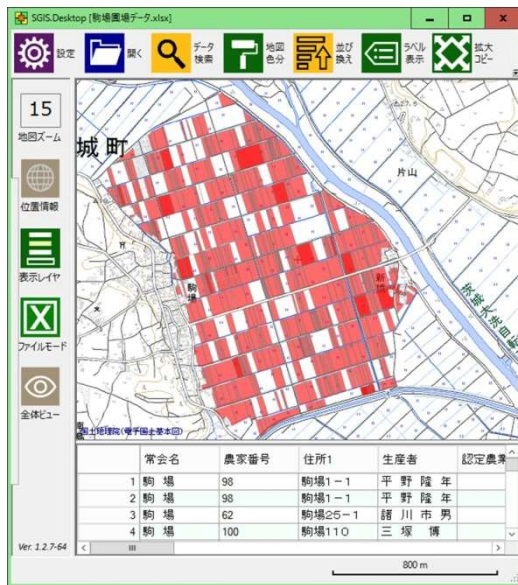 SGIS.Desktop [駒場圃場データ.xlsx]
設定
開く
データ
検索
地図
色分
並び
換え
ラベル
表示
拡大
コピー
15
地図ズーム
位置情報
表示レイヤ
ファイルモード
全体ビュー
城町
片山
駒場
新
茨城大洗自転
国土地理院(電子国土基本図)
常会名 農家番号 住所1 生産者 認定農業
1 駒 場 98 駒場1-1 平 野 隆 年
2 駒 場 98 駒場1-1 平 野 隆 年
3 駒 場 62 駒場25-1 諸 川 市 男
4 駒 場 100 駒場110 三 塚 博
Ver. 1.2.7-64
800 m